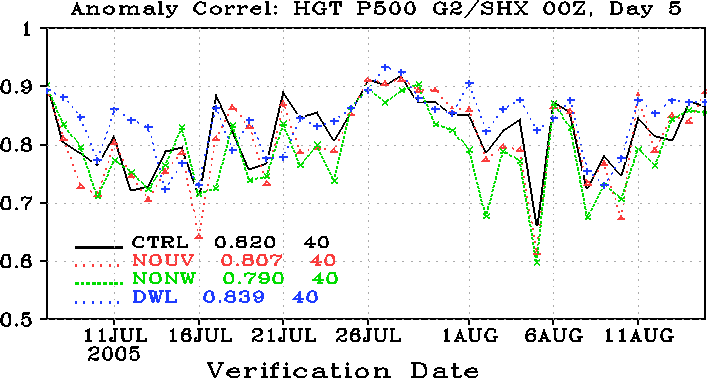 Anomaly Correl: HGT P500 G2/SHX 00Z, Day 5
1
0.9
0.8
0.7
0.6
0.5
CTRL 0.820 40
NOUV 0.807 40
NONW 0.790 40
DWL 0.839 40
11JUL 16JUL 21JUL 26JUL 1AUG 6AUG 11AUG
2005
Verification Date